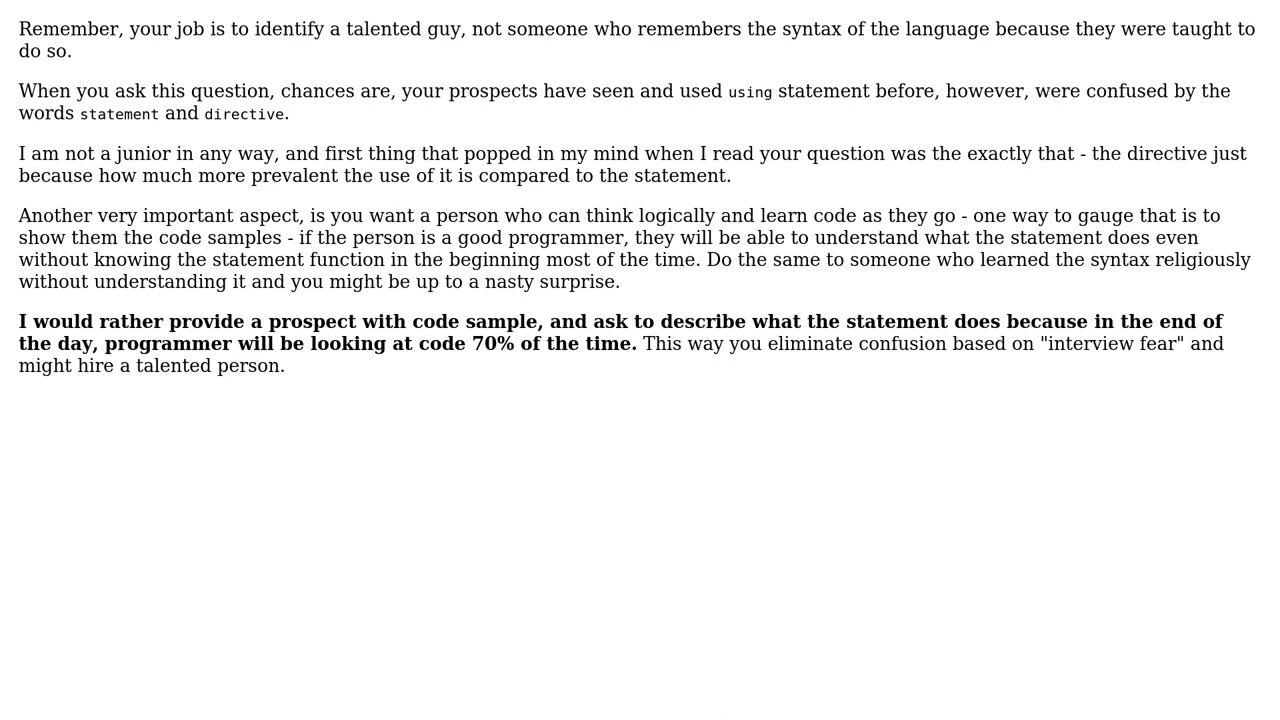 Remember, your job is to identify a talented guy, not someone who remembers the syntax of the language because they were taught to
do so.
When you ask this question, chances are, your prospects have seen and used using statement before, however, were confused by the
words statement and directive.
I am not a junior in any way, and first thing that popped in my mind when I read your question was the exactly that - the directive just
because how much more prevalent the use of it is compared to the statement.
Another very important aspect, is you want a person who can think logically and learn code as they go - one way to gauge that is to
show them the code samples - if the person is a good programmer, they will be able to understand what the statement does even
without knowing the statement function in the beginning most of the time. Do the same to someone who learned the syntax religiously
without understanding it and you might be up to a nasty surprise.
I would rather provide a prospect with code sample, and ask to describe what the statement does because in the end of
the day, programmer will be looking at code 70% of the time. This way you eliminate confusion based on "interview fear" and
might hire a talented person.